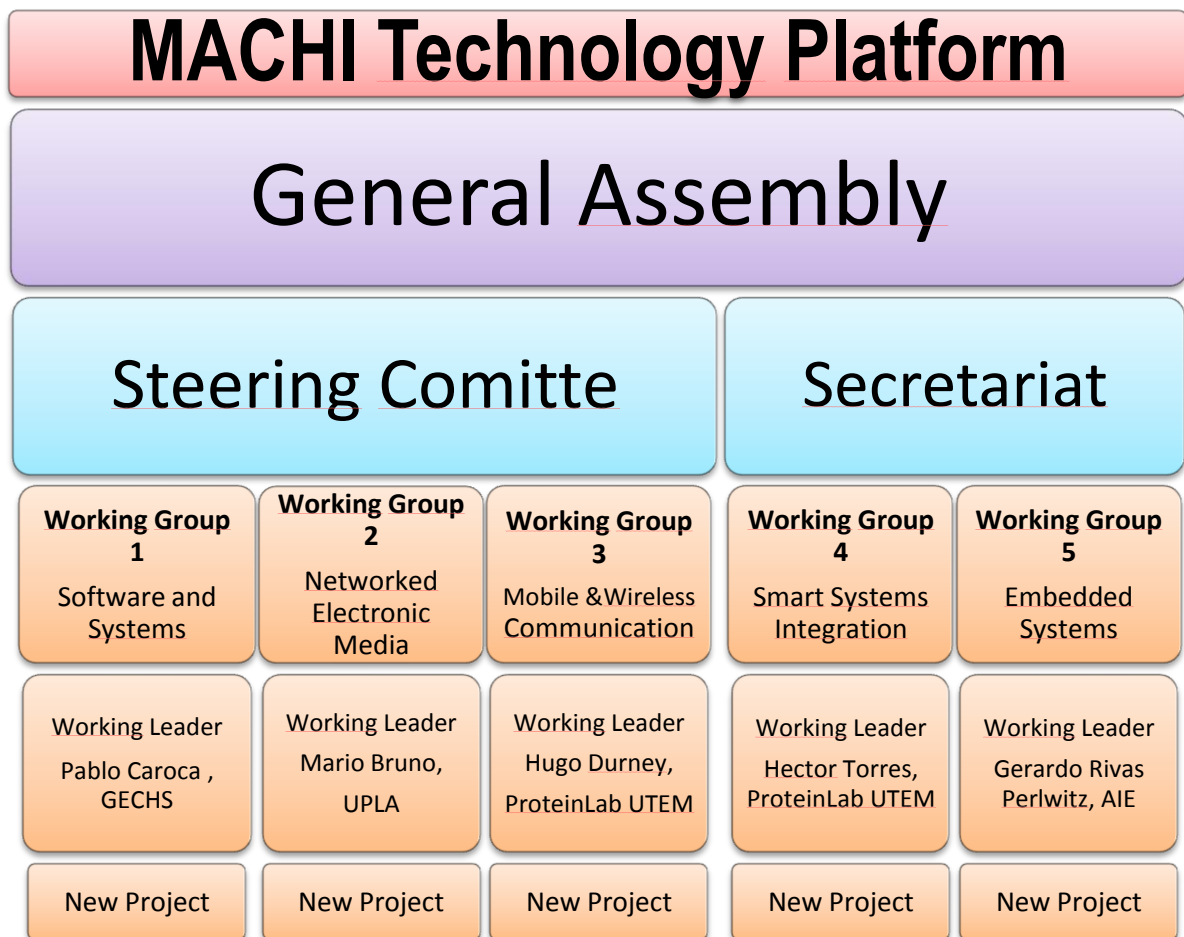 MACHI Technology Platform
General Assembly
Steering Comitte
Secretariat
Working Group
1
Software and
Systems
Working Group
2
Networked
Electronic
Media
Working Group
3
Mobile &Wireless
Communication
Working Group
4
Smart Systems
Integration
Working Group
5
Embedded
Systems
Working Leader
Pablo Caroca ,
GECHS
Working Leader
Mario Bruno,
UPLA
Working Leader
Hugo Durney,
ProteinLab UTEM
Working Leader
Hector Torres,
ProteinLab UTEM
Working Leader
Gerardo Rivas
Perlwitz, AIE
New Project
New Project
New Project
New Project
New Project